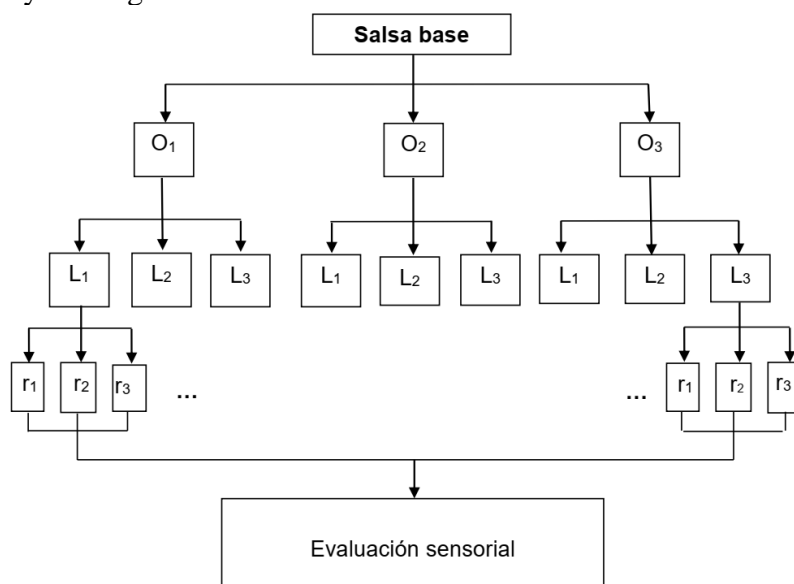 Salsa base
O₁ O₂ O₃
L₁ L₂ L₃ L₁ L₂ L₃ L₁ L₂ L₃
r₁ r₂ r₃ ... ... r₁ r₂ r₃
Evaluación sensorial